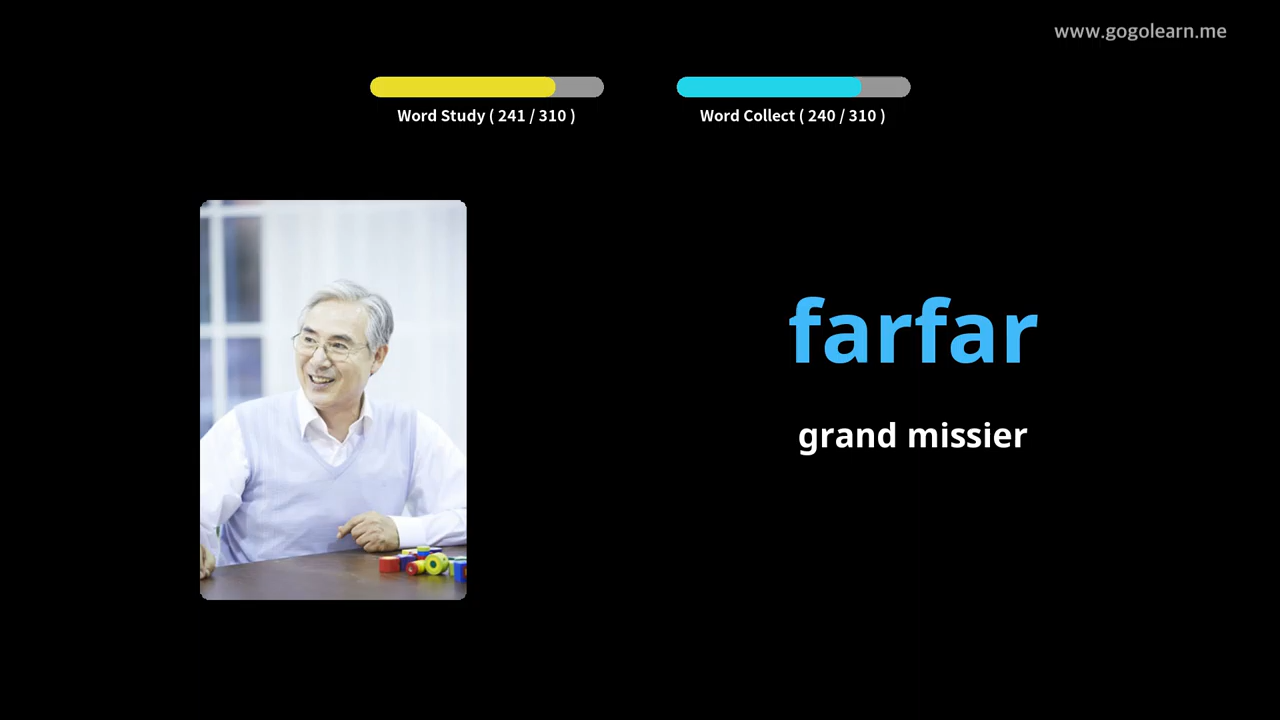 www.gogolearn.me
Word Study ( 241 / 310 )
Word Collect ( 240 / 310 )
farfar
grand missier